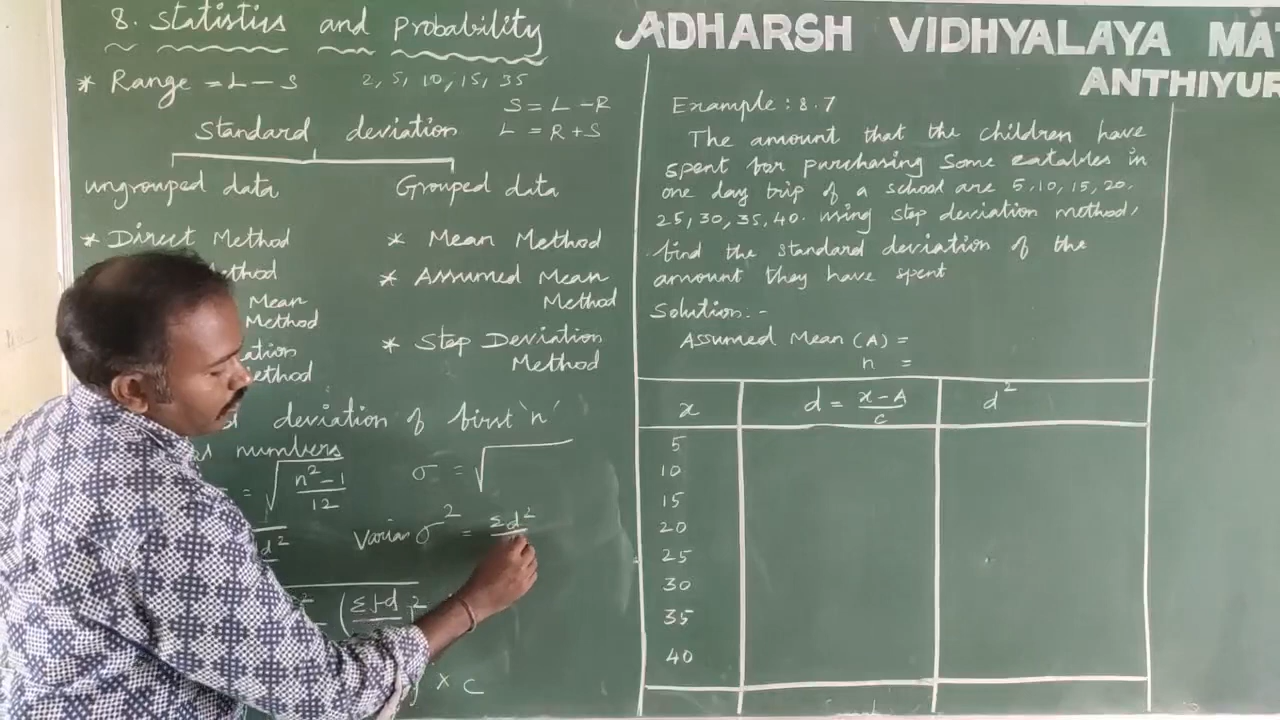 8. Statistics and Probability
* Range = L - S 2, 5, 10, 15, 35
S = L - R
L = R + S
Standard deviation
ungrouped data
Grouped data
* Direct Method
Mean
Method
Method
* Mean Method
* Assumed Mean
Method
* Step Deviation
Method
deviation of first 'n'
numbers
= √(n² - 1)/12
σ = √
σ² = Σd²
× C
ADHARSH VIDHYALAYA MAT
ANTHIYUR
Example : 8.7
The amount that the children have
spent for purchasing some eatables in
one day trip of a school are 5, 10, 15, 20.
25, 30, 35, 40. using step deviation method,
find the standard deviation of the
amount they have spent
Solution:-
Assumed Mean (A) =
n =
x d = (x - A)/C d²
5
10
15
20
25
30
35
40